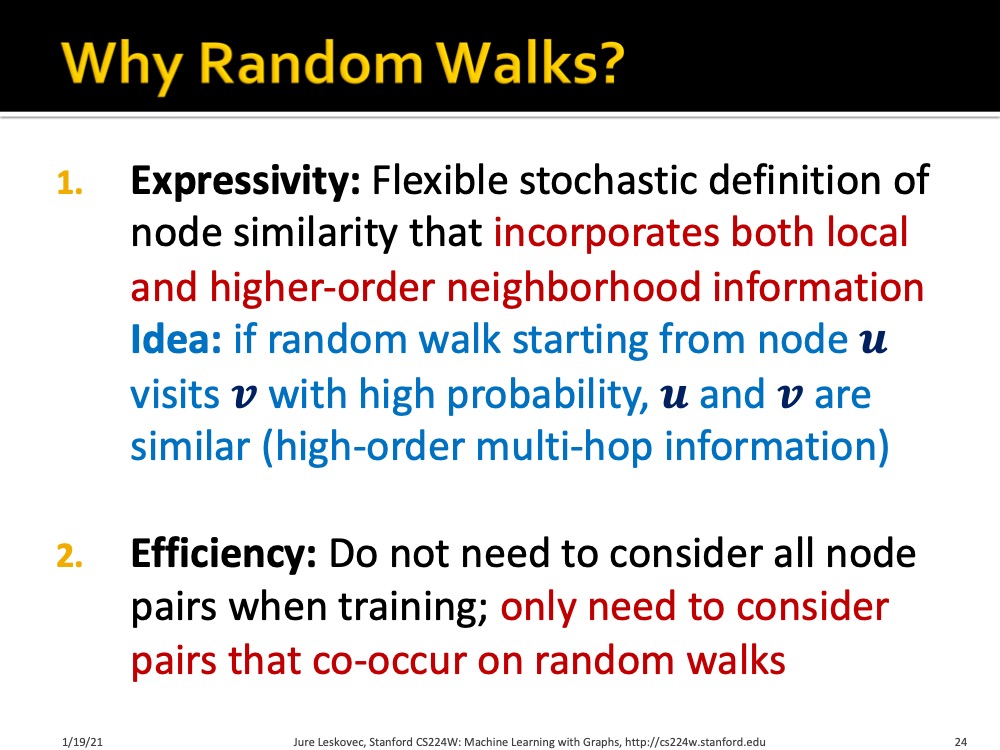 Why Random Walks?
1. Expressivity: Flexible stochastic definition of
node similarity that incorporates both local
and higher-order neighborhood information
Idea: if random walk starting from node 𝒖
visits 𝒗 with high probability, 𝒖 and 𝒗 are
similar (high-order multi-hop information)
2. Efficiency: Do not need to consider all node
pairs when training; only need to consider
pairs that co-occur on random walks
1/19/21 Jure Leskovec, Stanford CS224W: Machine Learning with Graphs, http://cs224w.stanford.edu 24